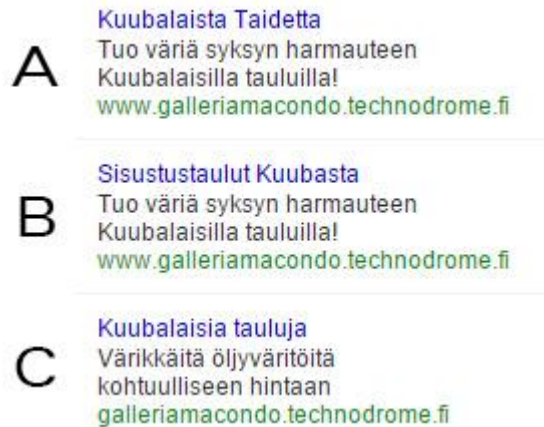 A
Kuubalaista Taidetta
Tuo väriä syksyn harmauteen
Kuubalaisilla tauluilla!
www.galleriamacondo.technodrome.fi
B
Sisustustaulut Kuubasta
Tuo väriä syksyn harmauteen
Kuubalaisilla tauluilla!
www.galleriamacondo.technodrome.fi
C
Kuubalaisia tauluja
Värikkäitä öljyväritöitä
kohtuulliseen hintaan
galleriamacondo.technodrome.fi